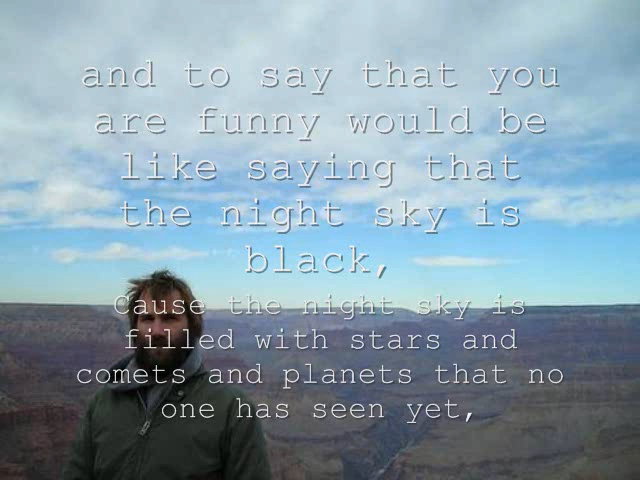 and to say that you
are funny would be
like saying that
the night sky is
black,
Cause the night sky is
filled with stars and
comets and planets that no
one has seen yet,